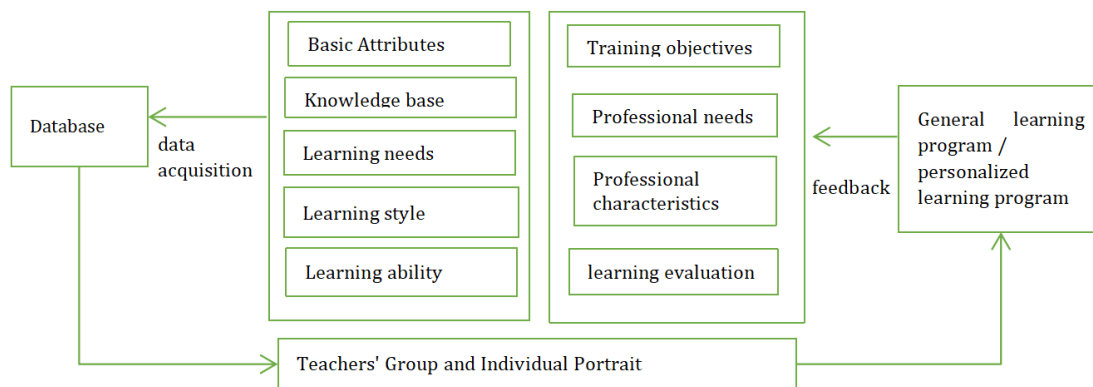 Basic Attributes
Knowledge base
Learning needs
Learning style
Learning ability
Training objectives
Professional needs
Professional
characteristics
learning evaluation
Database
data
acquisition
General learning
program /
personalized
learning program
feedback
Teachers' Group and Individual Portrait